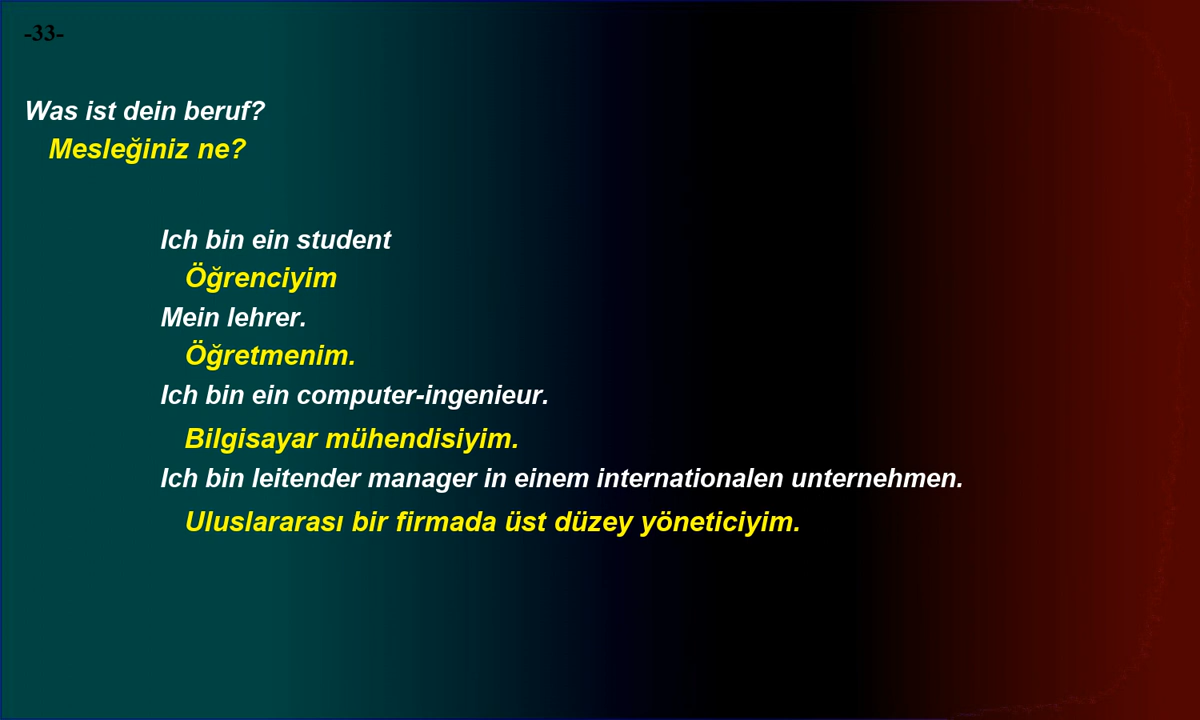 -33-
Was ist dein beruf?
Mesleğiniz ne?
Ich bin ein student
Öğrenciyim
Mein lehrer.
Öğretmenim.
Ich bin ein computer-ingenieur.
Bilgisayar mühendisiyim.
Ich bin leitender manager in einem internationalen unternehmen.
Uluslararası bir firmada üst düzey yöneticiyim.